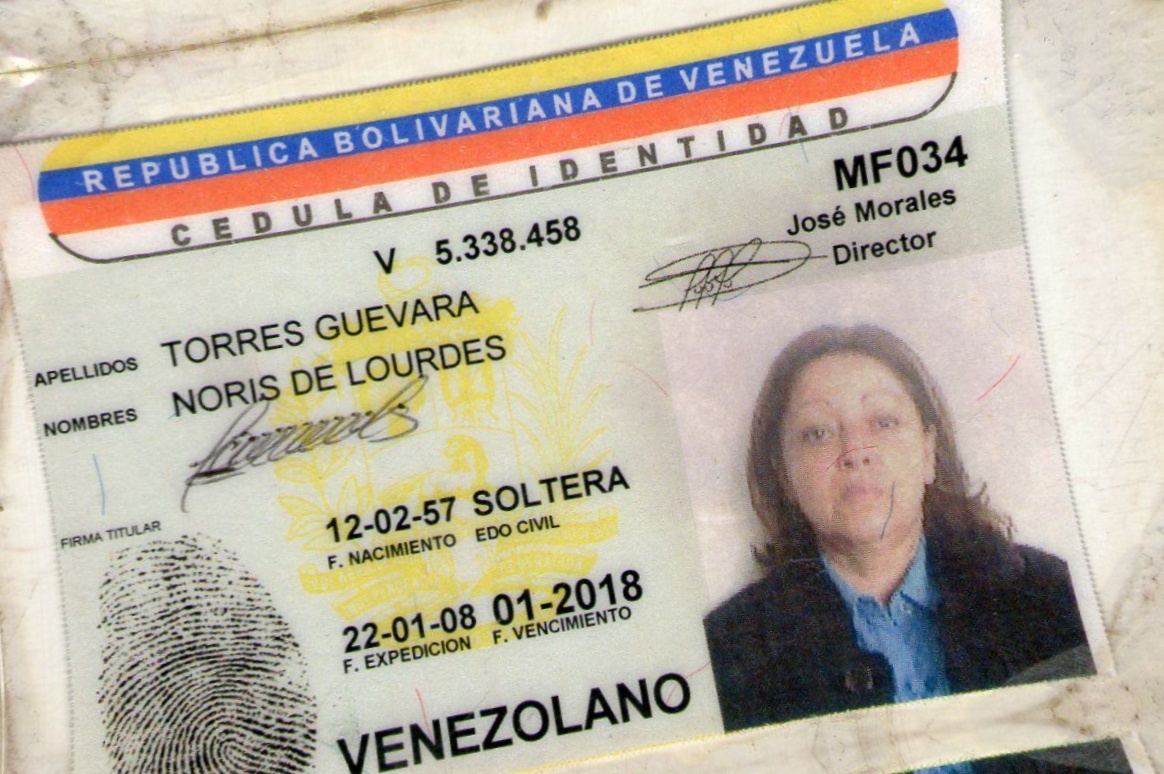 REPUBLICA BOLIVARIANA DE VENEZUELA
CEDULA DE IDENTIDAD
MF034
José Morales
Director
V 5.338.458
APELLIDOS TORRES GUEVARA
NOMBRES NORIS DE LOURDES
FIRMA TITULAR
12-02-57 SOLTERA
F. NACIMIENTO EDO CIVIL
22-01-08 01-2018
F. EXPEDICION F. VENCIMIENTO
VENEZOLANO